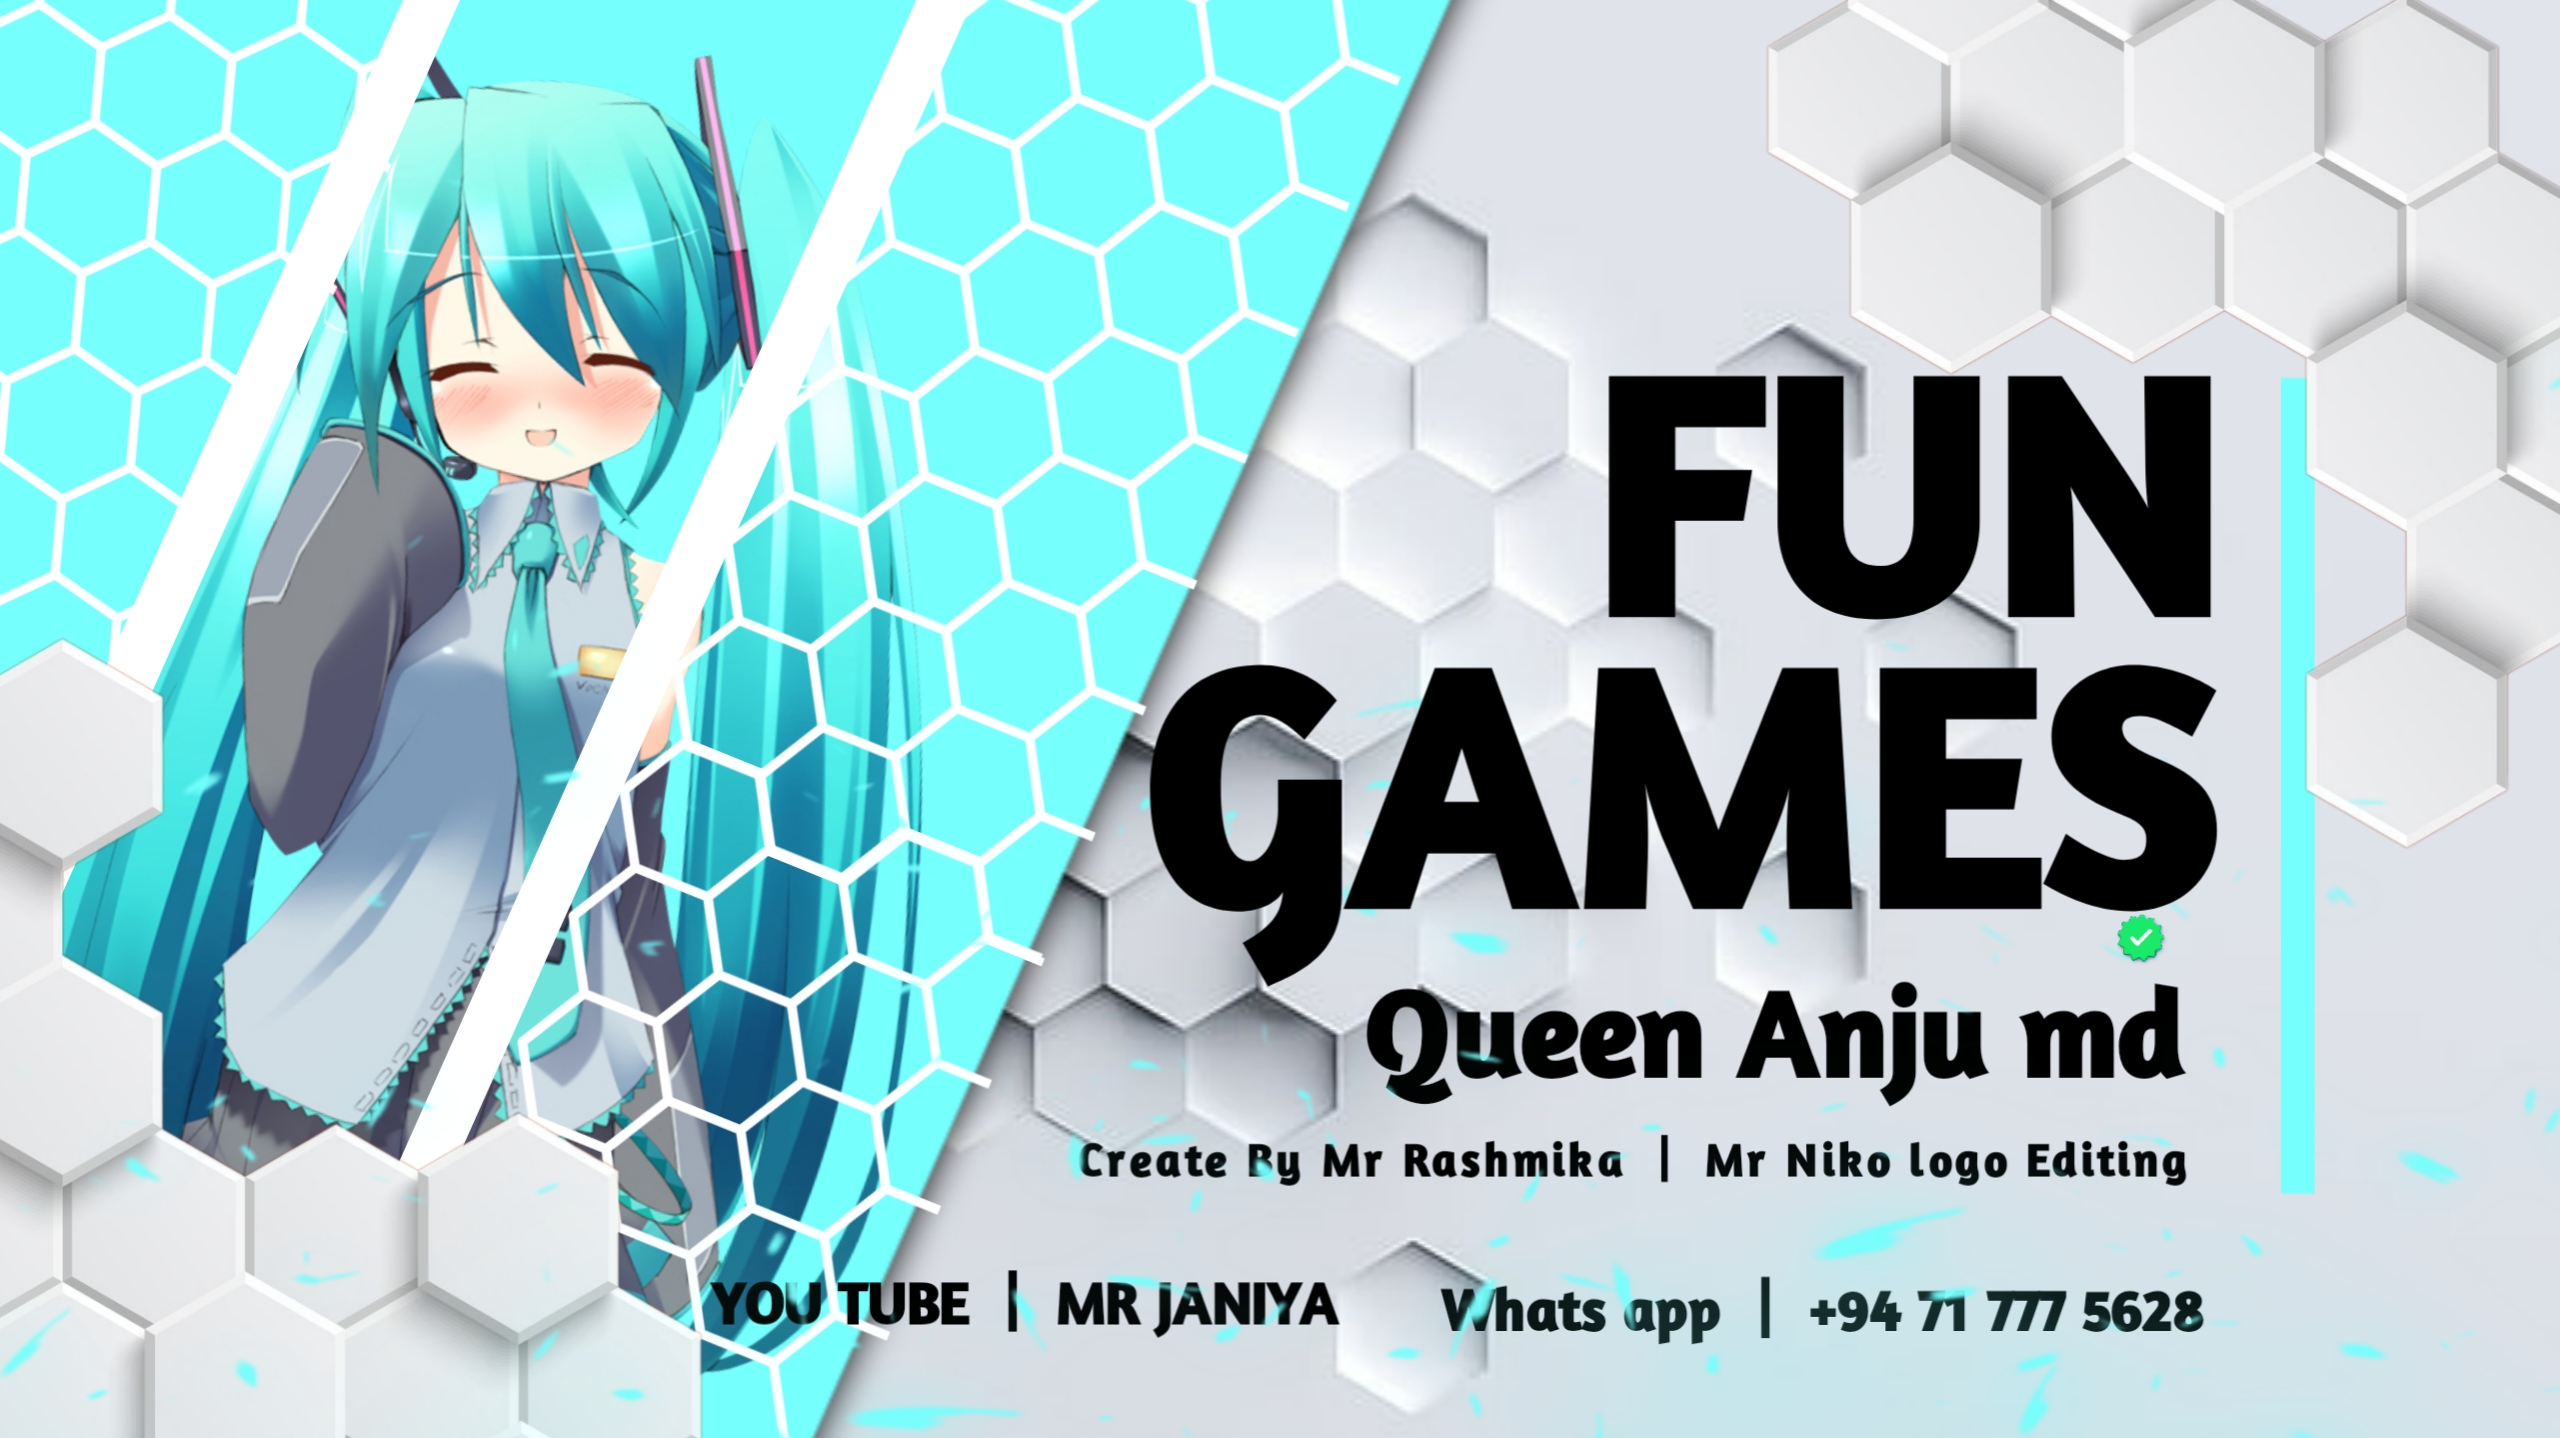 FUN
GAMES
Queen Anju md
Create By Mr Rashmika | Mr Niko logo Editing
YOU TUBE | MR JANIYA
Whats app | +94 71 777 5628